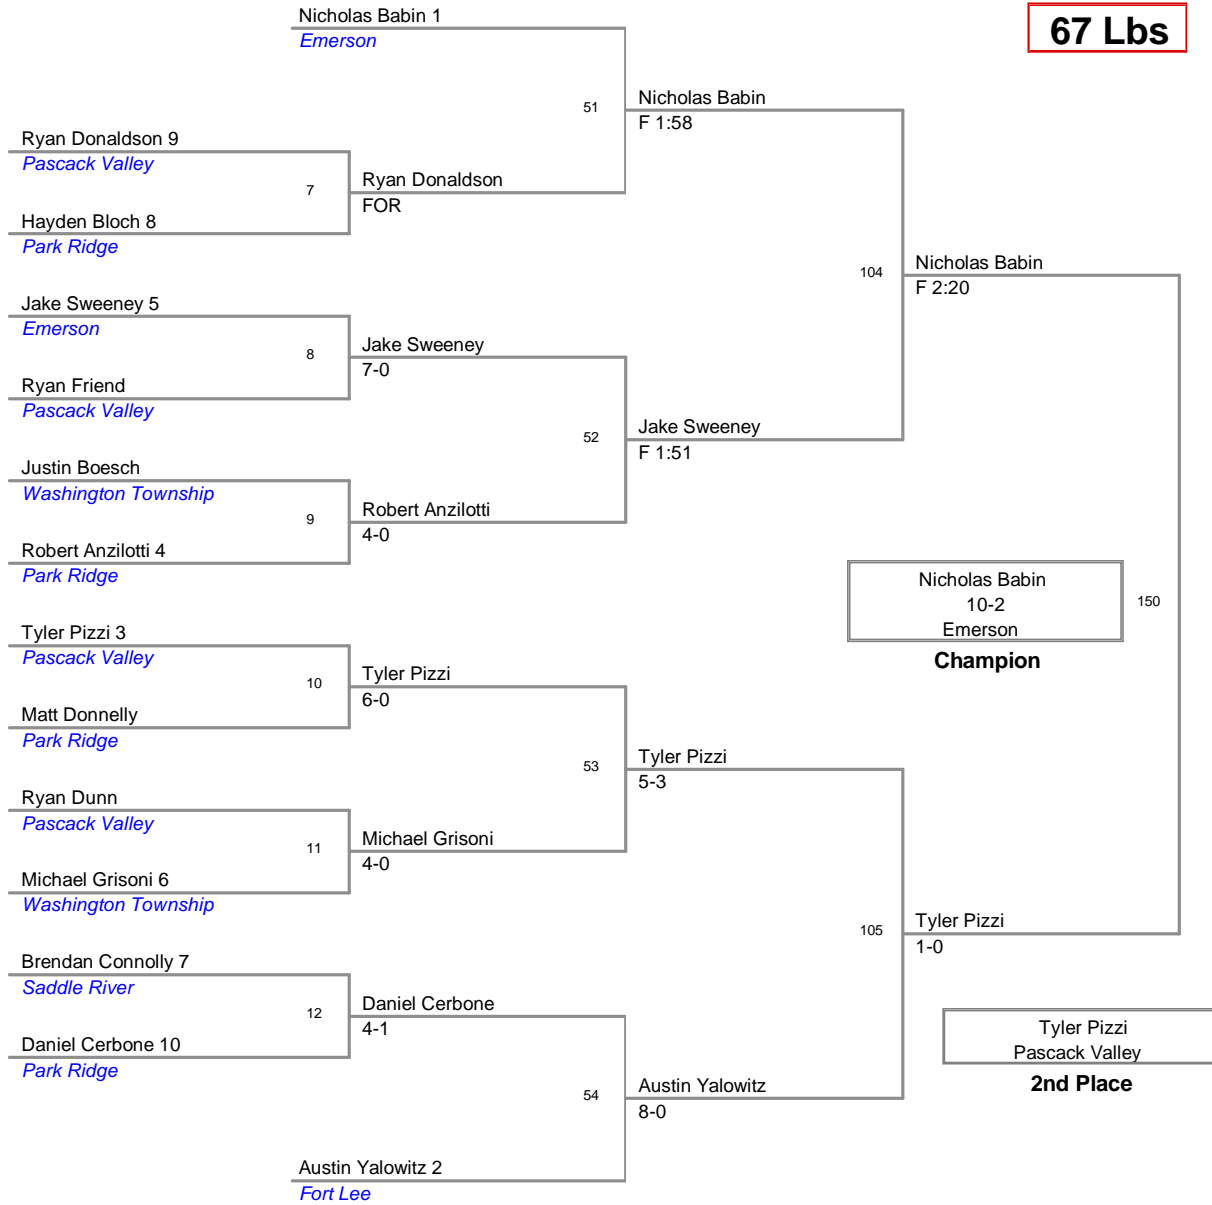 Nicholas Babin 1
Emerson
67 Lbs
51
Nicholas Babin
F 1:58
Ryan Donaldson 9
Pascack Valley
7
Ryan Donaldson
FOR
Hayden Bloch 8
Park Ridge
104
Nicholas Babin
F 2:20
Jake Sweeney 5
Emerson
8
Jake Sweeney
7-0
Ryan Friend
Pascack Valley
52
Jake Sweeney
F 1:51
Justin Boesch
Washington Township
9
Robert Anzilotti
4-0
Robert Anzilotti 4
Park Ridge
Nicholas Babin
10-2
Emerson
150
Champion
Tyler Pizzi 3
Pascack Valley
10
Tyler Pizzi
6-0
Matt Donnelly
Park Ridge
53
Tyler Pizzi
5-3
Ryan Dunn
Pascack Valley
11
Michael Grisoni
4-0
Michael Grisoni 6
Washington Township
105
Tyler Pizzi
1-0
Brendan Connolly 7
Saddle River
12
Daniel Cerbone
4-1
Daniel Cerbone 10
Park Ridge
Tyler Pizzi
Pascack Valley
2nd Place
54
Austin Yalowitz
8-0
Austin Yalowitz 2
Fort Lee